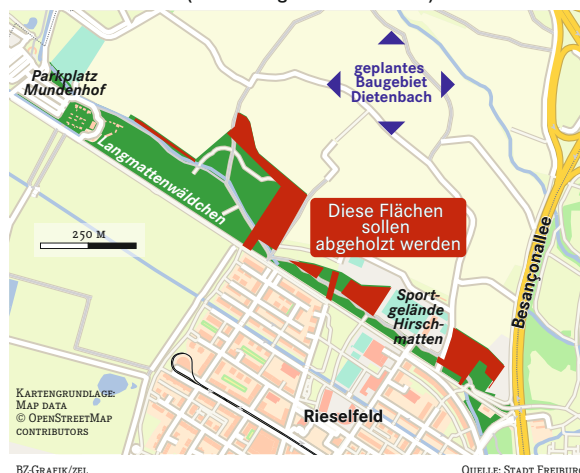 Parkplatz
Mundenhof
geplantes
Baugebiet
Dietenbach
Langmattenwäldchen
Diese Flächen
sollen
abgeholzt werden
250 M
Besançonallee
Sport-
gelände
Hirsch-
matten
Rieselfeld
KARTENGRUNDLAGE:
MAP DATA
© OPENSTREETMAP
CONTRIBUTORS
BZ-GRAFIK/ZEL
QUELLE: STADT FREIBURG